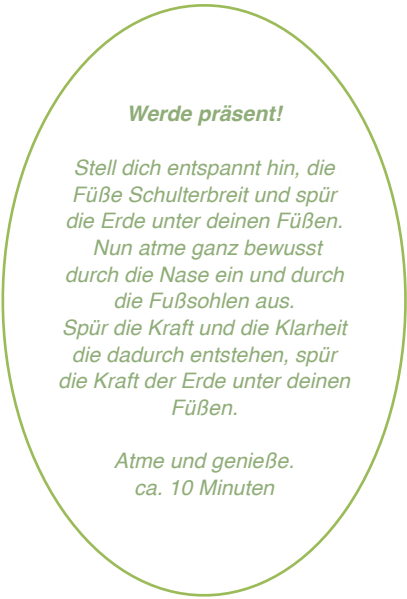 Werde präsent!
Stell dich entspannt hin, die
Füße Schulterbreit und spür
die Erde unter deinen Füßen.
Nun atme ganz bewusst
durch die Nase ein und durch
die Fußsohlen aus.
Spür die Kraft und die Klarheit
die dadurch entstehen, spür
die Kraft der Erde unter deinen
Füßen.
Atme und genieße.
ca. 10 Minuten